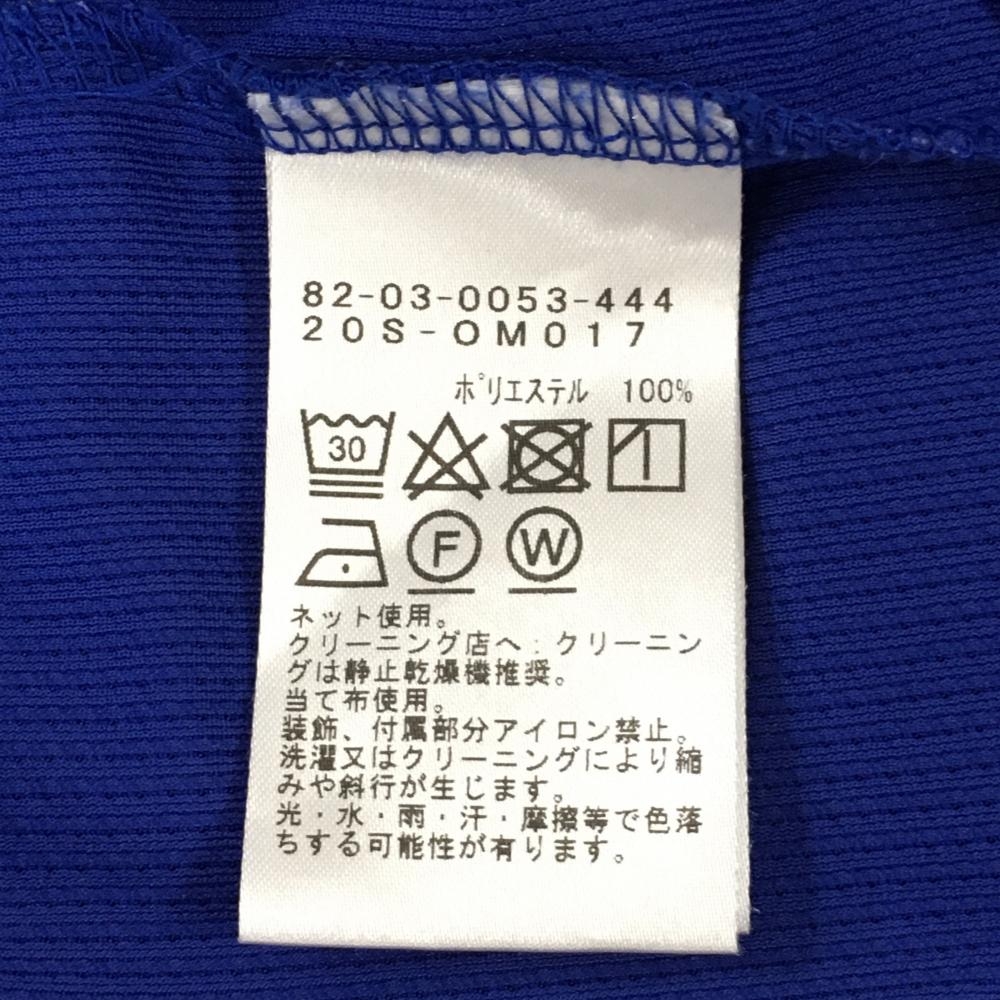 82-03-0053-444
20S-OM017
ポリエステル 100%
30
F W
ネット使用。
クリーニング店へ:クリーニン
グは静止乾燥機推奨。
当て布使用。
装飾、付属部分アイロン禁止。
洗濯又はクリーニングにより縮
みや斜行が生じます。
光・水・雨・汗・摩擦等で色落
ちする可能性が有ります。